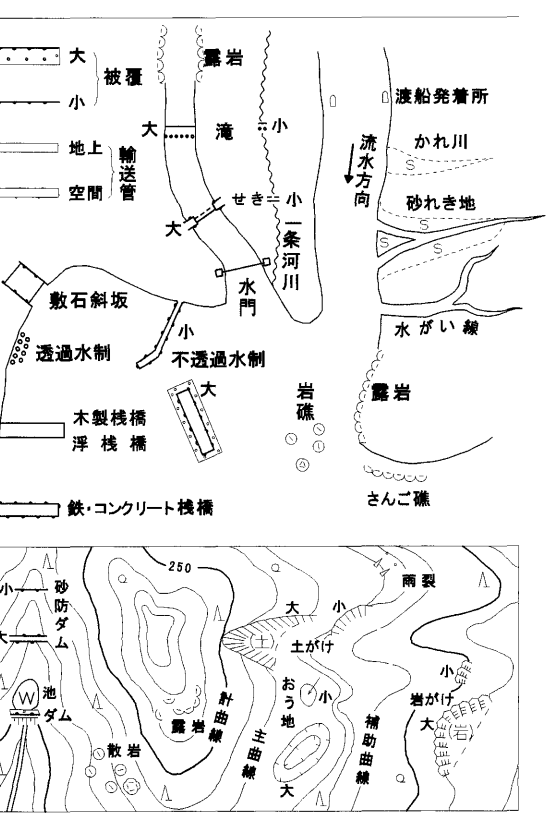 大
被覆
小
地上
輸送管
空間
露岩
大
滝
小
せき
小
大
一条河川
水門
敷石斜坂
透過水制
小
不透過水制
大
木製桟橋
浮桟橋
鉄・コンクリート桟橋
渡船発着所
流水方向
かれ川
S
砂れき地
S
S
S
水がい線
露岩
岩礁
さんご礁
250
雨裂
小
砂防ダム
大
大
小
土
土がけ
小
岩がけ
大
(岩)
W
池
ダム
おう地
小
大
露岩
散岩
計曲線
主曲線
補助曲線